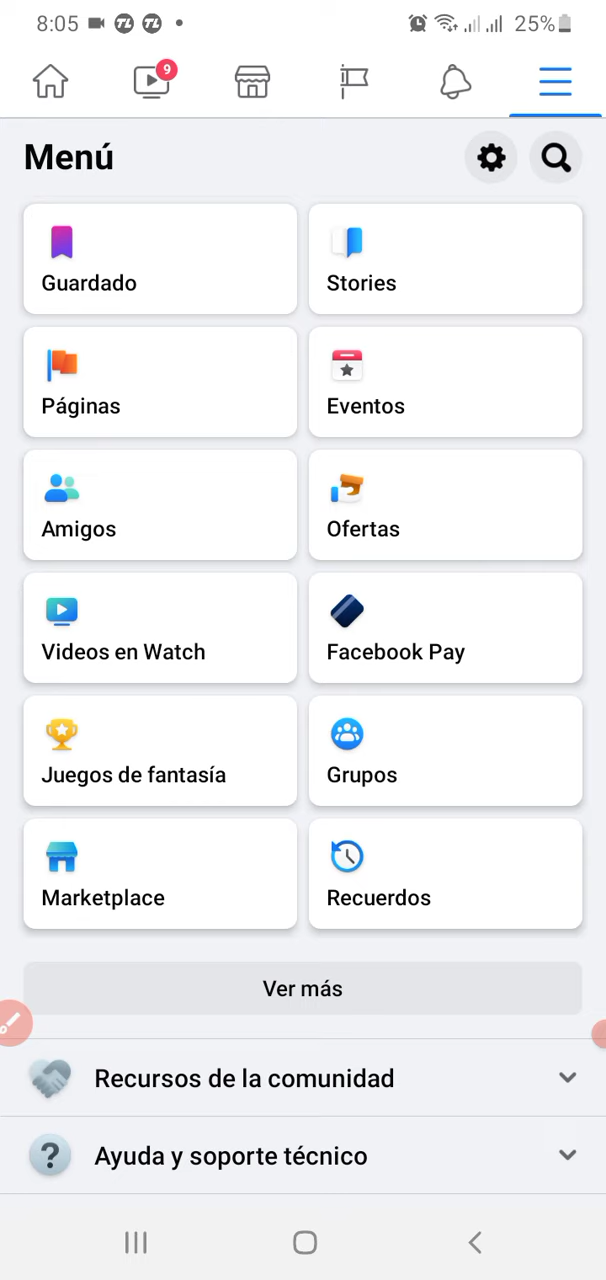 8:05 25%
9
Menú
Guardado Stories
Páginas Eventos
Amigos Ofertas
Videos en Watch Facebook Pay
Juegos de fantasía Grupos
Marketplace Recuerdos
Ver más
Recursos de la comunidad
? Ayuda y soporte técnico